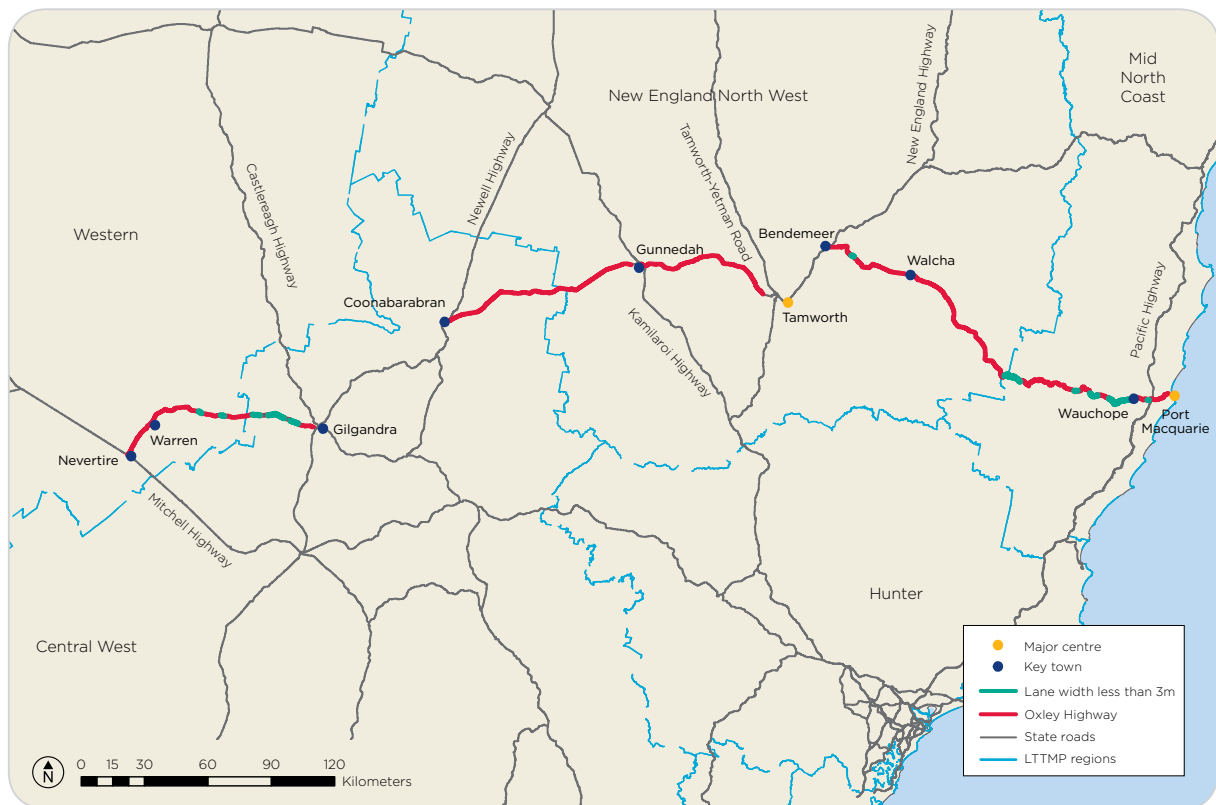 Mid
North
Coast
New England North West
New England Highway
Tamworth-Yetman Road
Newell Highway
Castlereagh Highway
Western
Bendemeer
Gunnedah
Walcha
Coonabarabran
Tamworth
Kamilaroi Highway
Pacific Highway
Wauchope
Port
Macquarie
Warren
Gilgandra
Nevertire
Mitchell Highway
Hunter
Central West
Major centre
Key town
Lane width less than 3m
Oxley Highway
State roads
LTTMP regions
N
0 15 30 60 90 120
Kilometers